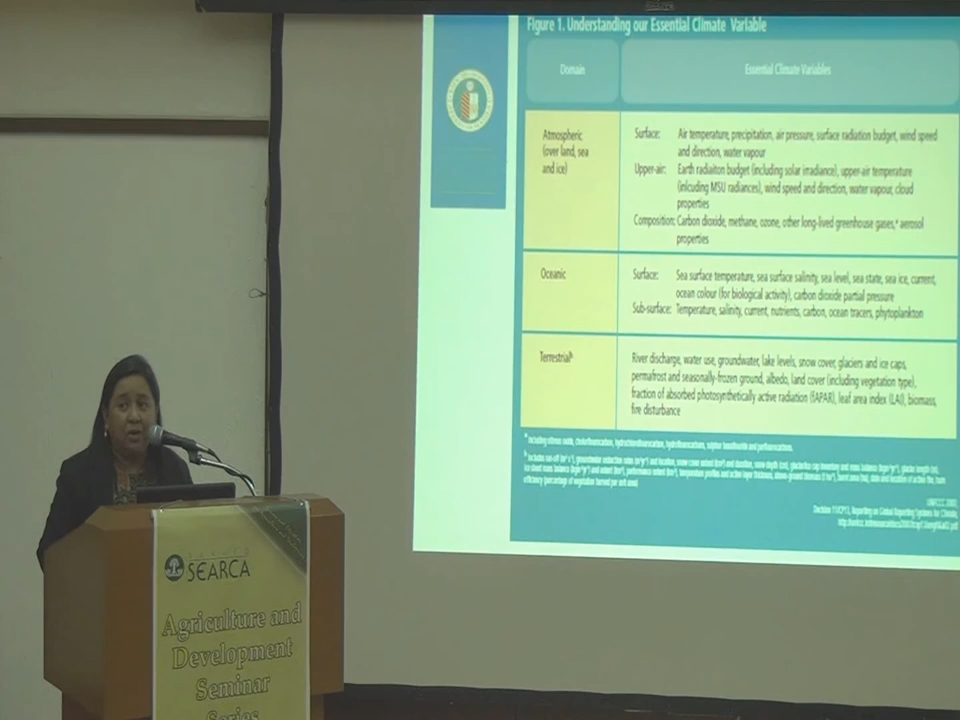 Figure 1. Understanding our Essential Climate Variable
Domain
Essential Climate Variables
Atmospheric
(over land, sea
and ice)
Surface: Air temperature, precipitation, air pressure, surface radiation budget, wind speed
and direction, water vapour
Upper-air: Earth radiaiton budget (including solar irradiance), upper-air temperature
(inlcuding MSU radiances), wind speed and direction, water vapour, cloud
properties
Composition: Carbon dioxide, methane, ozone, other long-lived greenhouse gases,a aerosol
properties
Oceanic
Surface: Sea surface temperature, sea surface salinity, sea level, sea state, sea ice, current,
ocean colour (for biological activity), carbon dioxide partial pressure
Sub-surface: Temperature, salinity, current, nutrients, carbon, ocean tracers, phytoplankton
Terrestrialb
River discharge, water use, groundwater, lake levels, snow cover, glaciers and ice caps,
permafrost and seasonally-frozen ground, albedo, land cover (including vegetation type),
fraction of absorbed photosynthetically active radiation (fAPAR), leaf area index (LAI), biomass,
fire disturbance
SEARCA
Agriculture and
Development
Seminar
Series